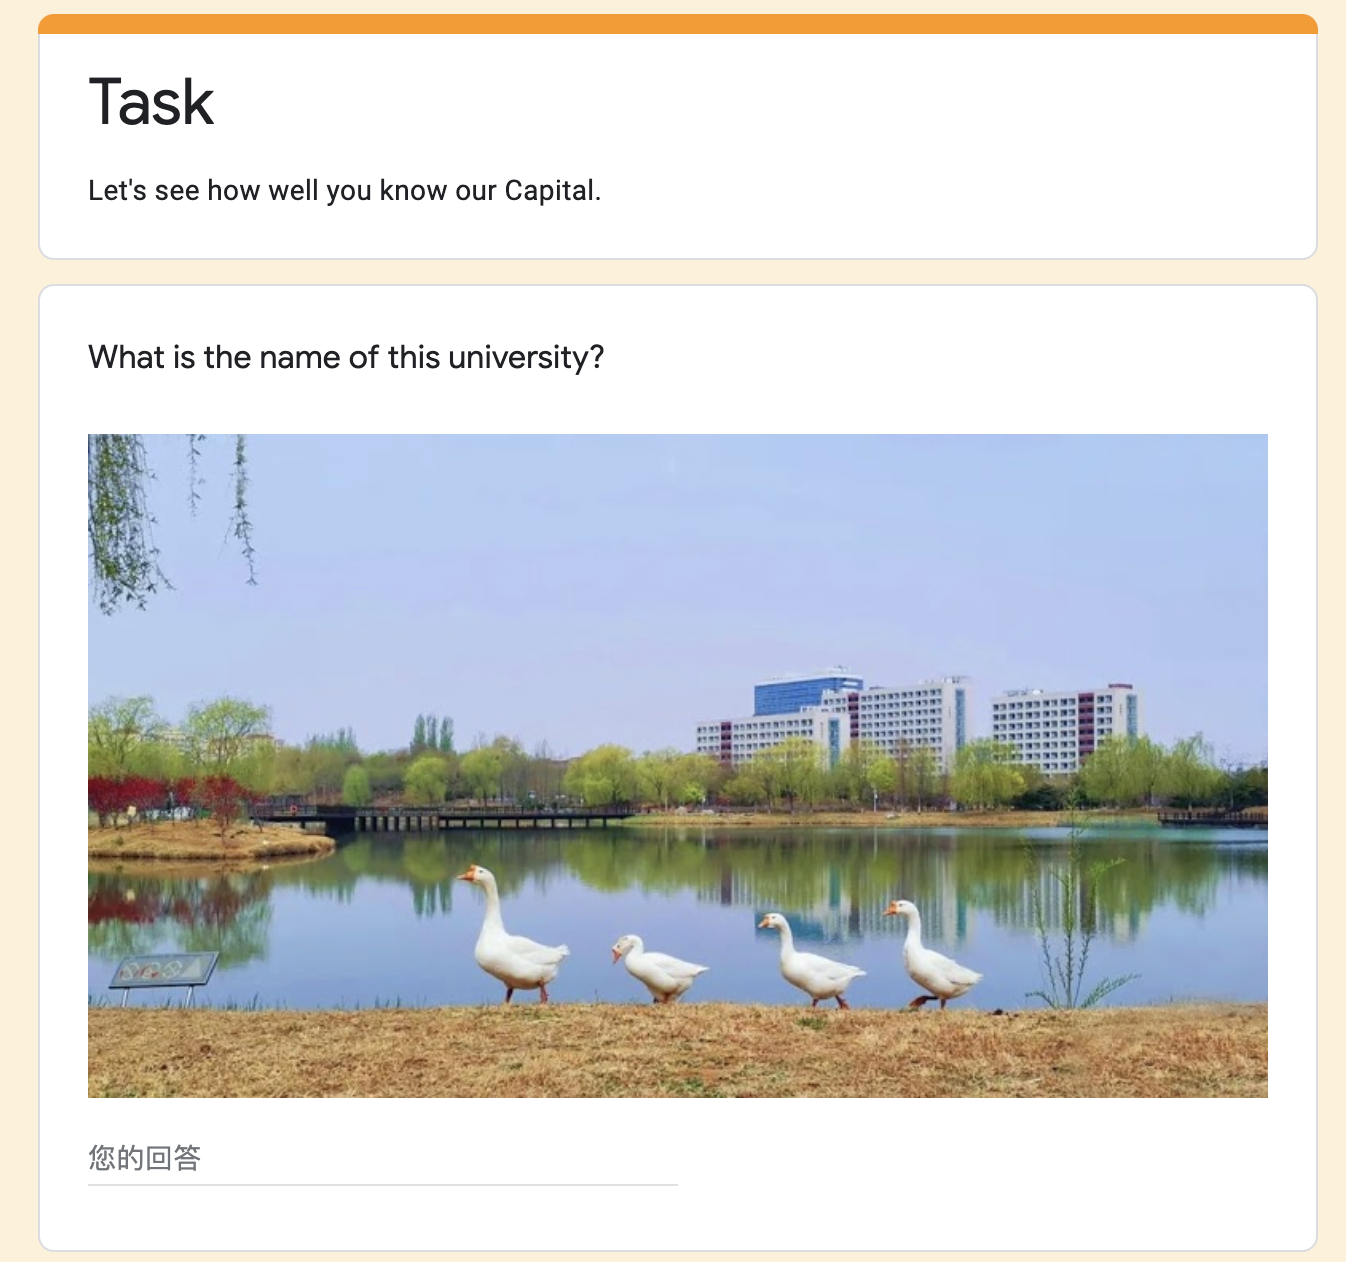 Task
Let's see how well you know our Capital.
What is the name of this university?
您的回答